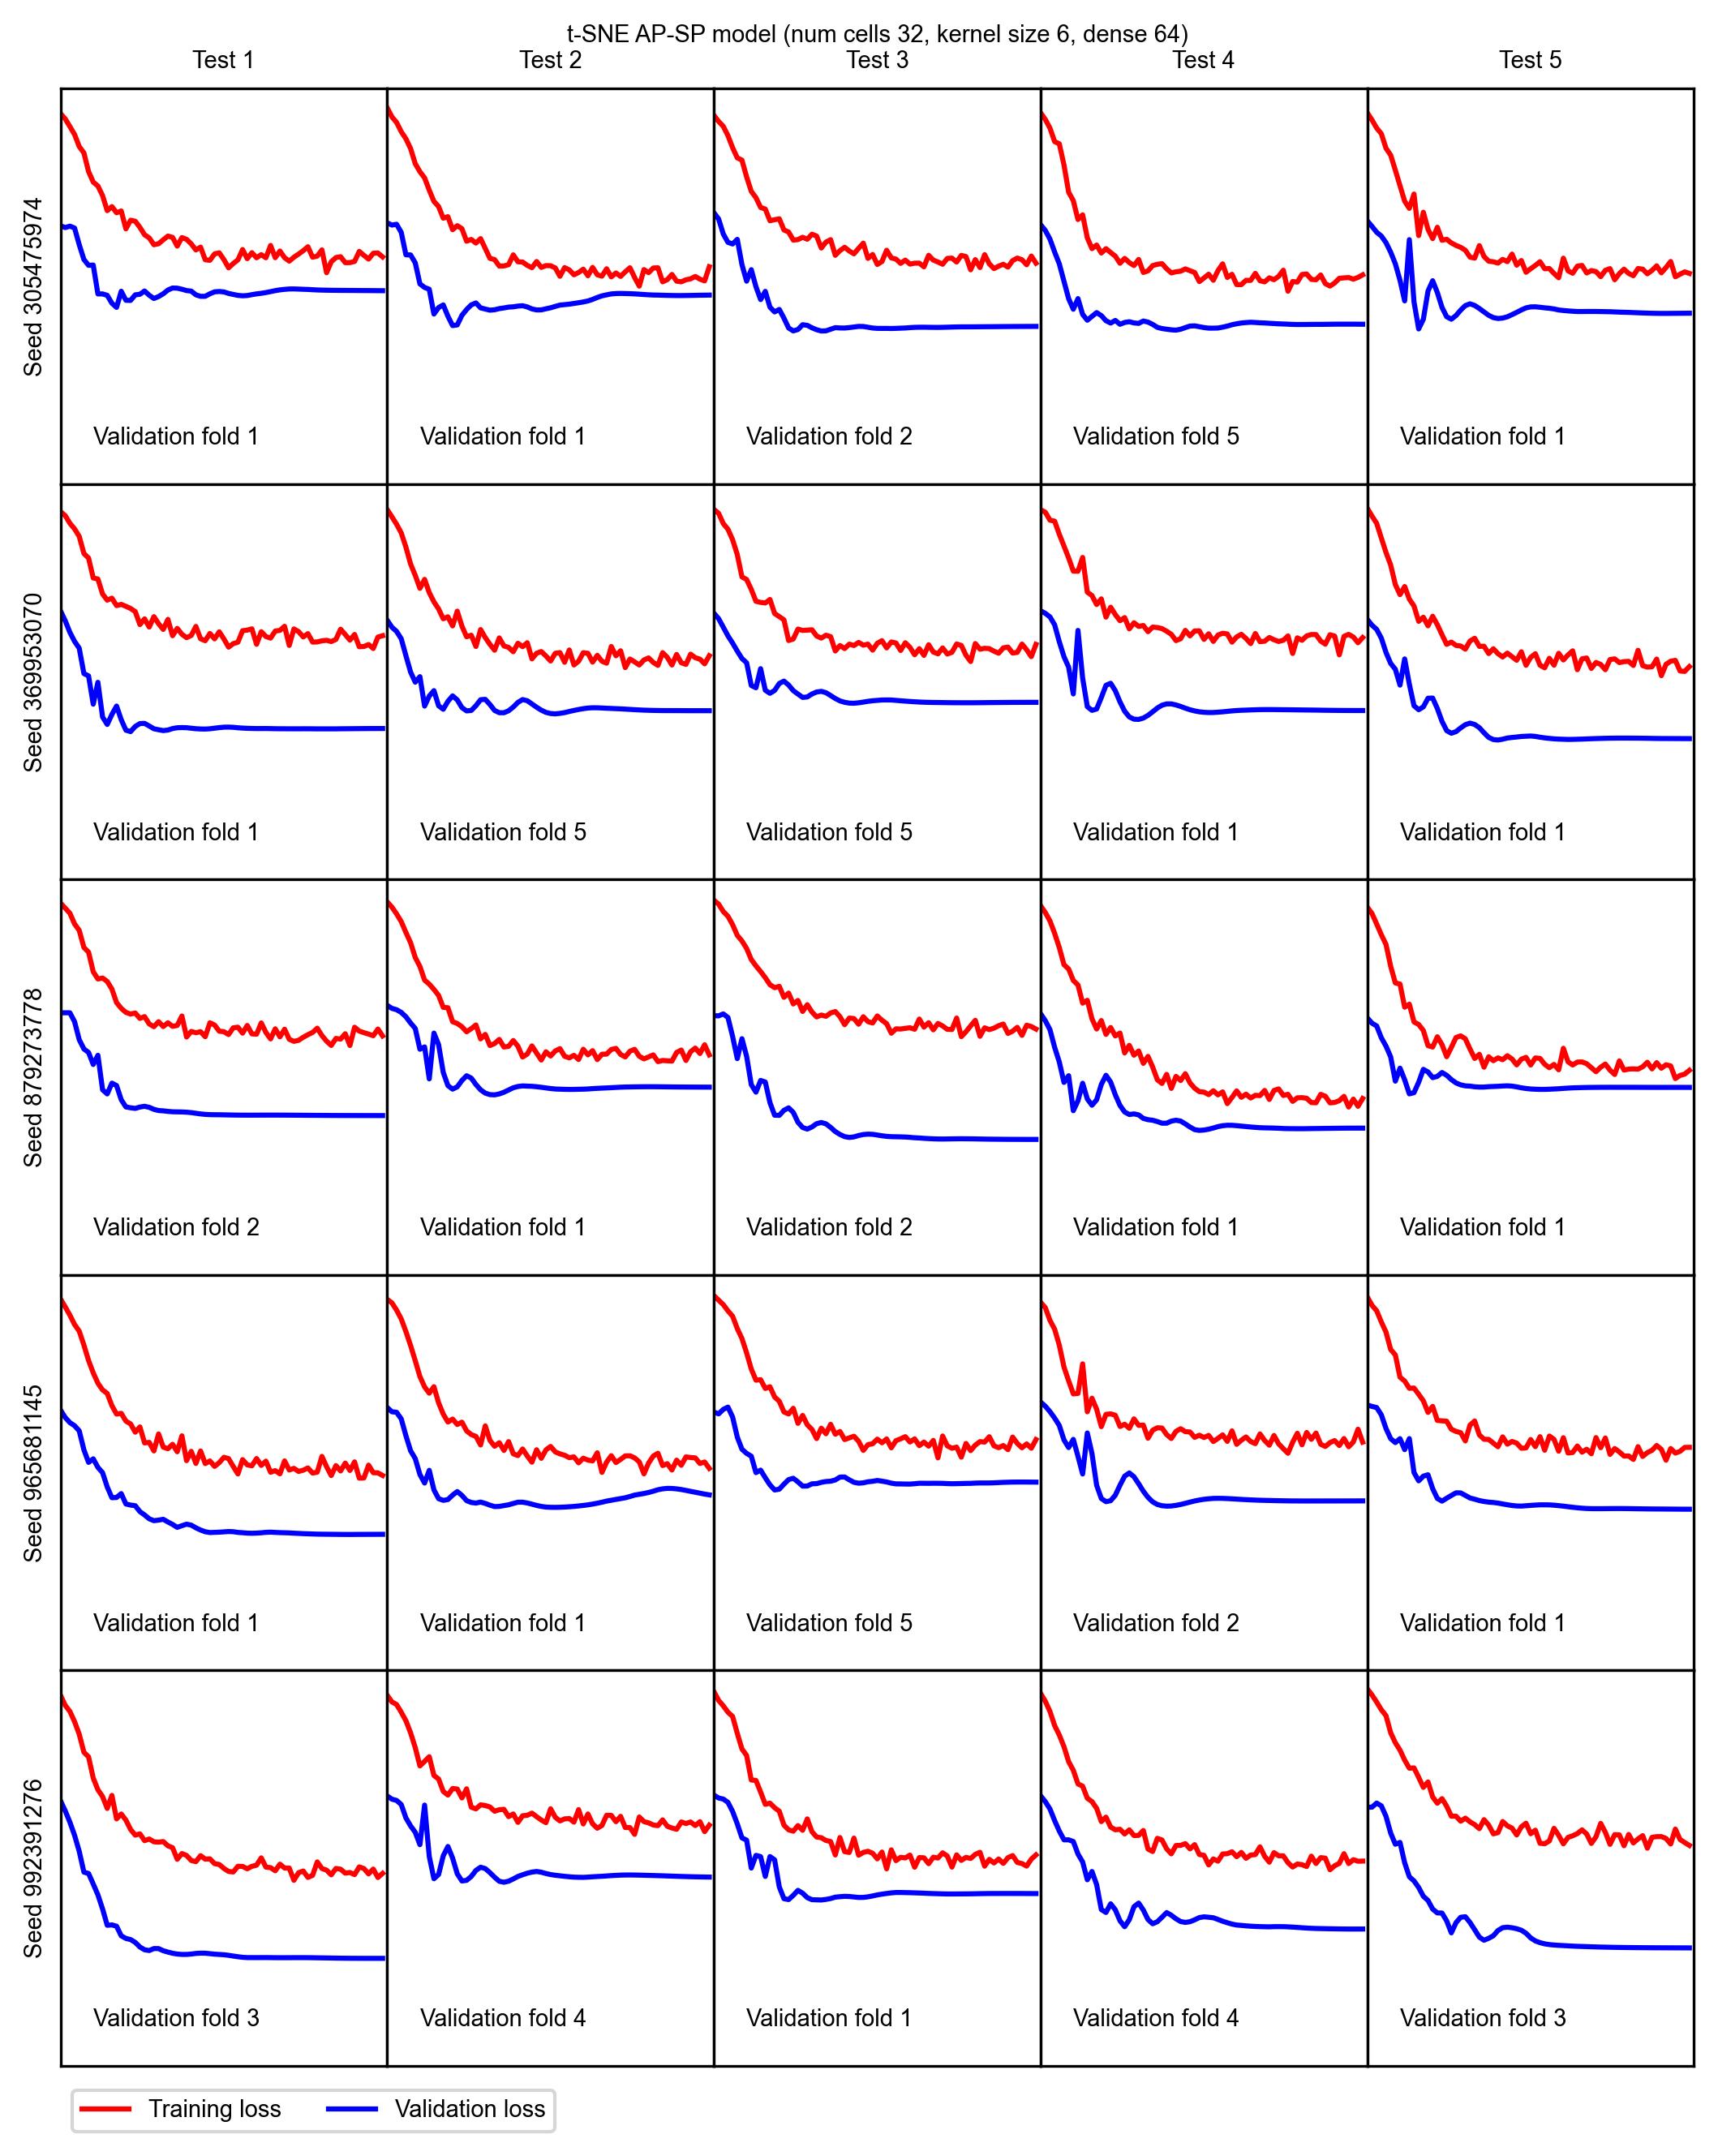 t-SNE AP-SP model (num cells 32, kernel size 6, dense 64)
Test 1 Test 2 Test 3 Test 4 Test 5
Seed 3054759​74
Validation fold 1 Validation fold 1 Validation fold 2 Validation fold 5 Validation fold 1
Seed 369953070
Validation fold 1 Validation fold 5 Validation fold 5 Validation fold 1 Validation fold 1
Seed 879273778
Validation fold 2 Validation fold 1 Validation fold 2 Validation fold 1 Validation fold 1
Seed 965681145
Validation fold 1 Validation fold 1 Validation fold 5 Validation fold 2 Validation fold 1
Seed 992391276
Validation fold 3 Validation fold 4 Validation fold 1 Validation fold 4 Validation fold 3
Training loss Validation loss